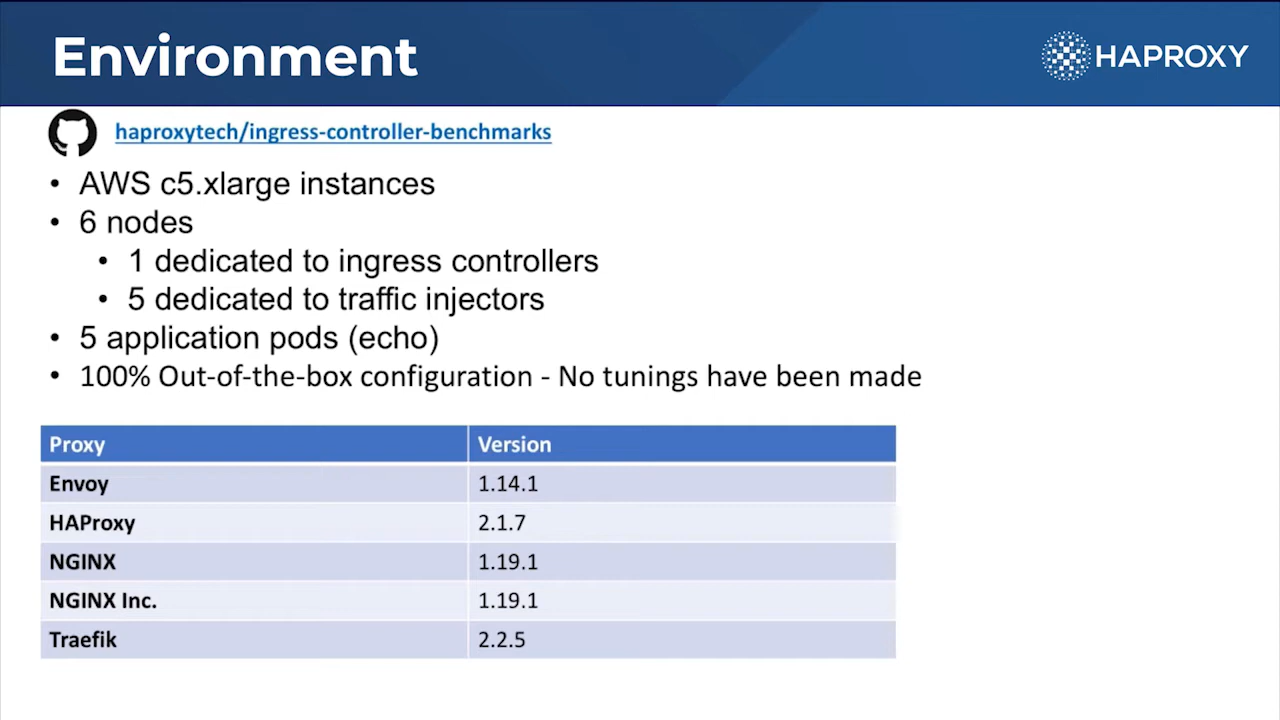 Environment
HAPROXY
haproxytech/ingress-controller-benchmarks
• AWS c5.xlarge instances
• 6 nodes
• 1 dedicated to ingress controllers
• 5 dedicated to traffic injectors
• 5 application pods (echo)
• 100% Out-of-the-box configuration - No tunings have been made
Proxy Version
Envoy 1.14.1
HAProxy 2.1.7
NGINX 1.19.1
NGINX Inc. 1.19.1
Traefik 2.2.5